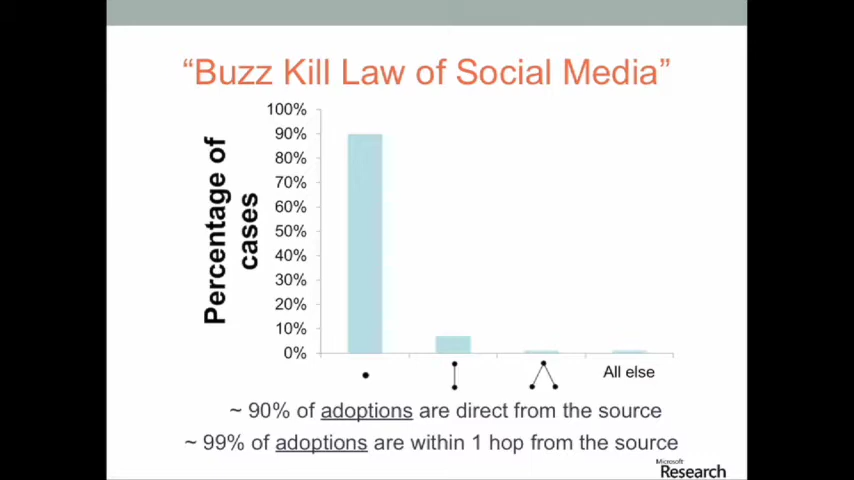 “Buzz Kill Law of Social Media”
Percentage of
cases
100%
90%
80%
70%
60%
50%
40%
30%
20%
10%
0%
All else
~ 90% of adoptions are direct from the source
~ 99% of adoptions are within 1 hop from the source
Microsoft
Research